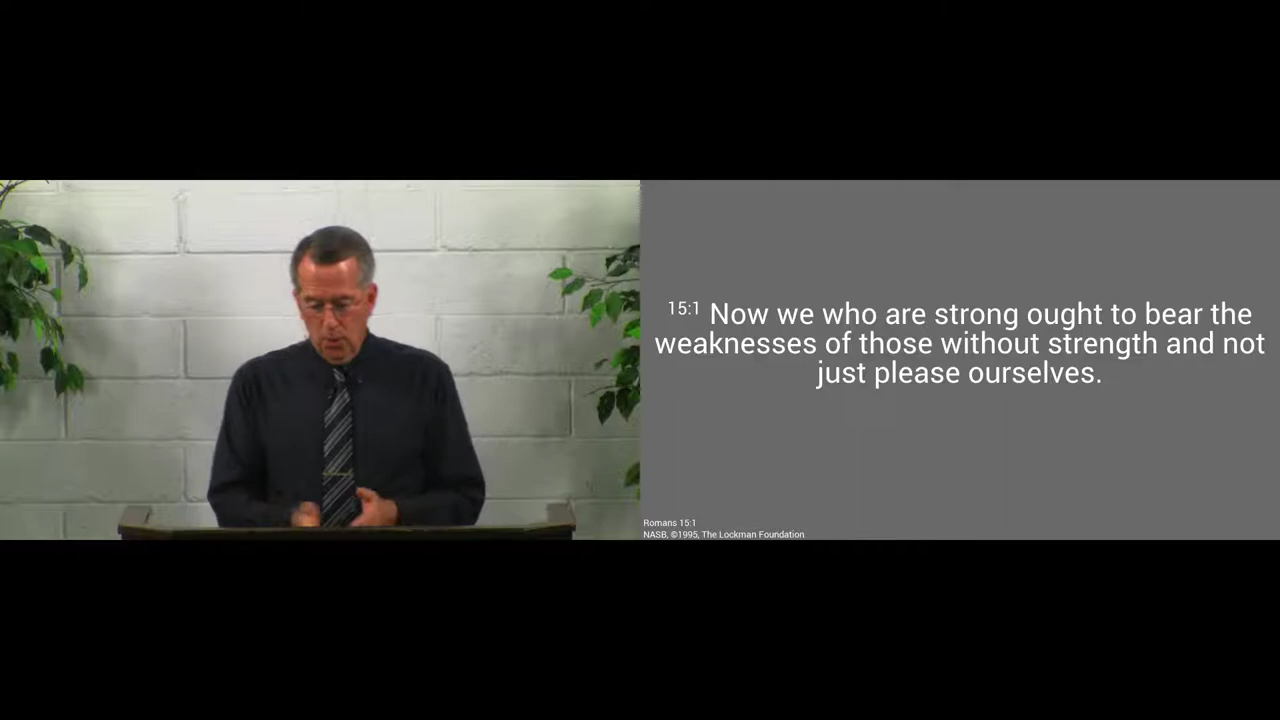 15:1 Now we who are strong ought to bear the
weaknesses of those without strength and not
just please ourselves.
Romans 15:1
NASB, ©1995, The Lockman Foundation